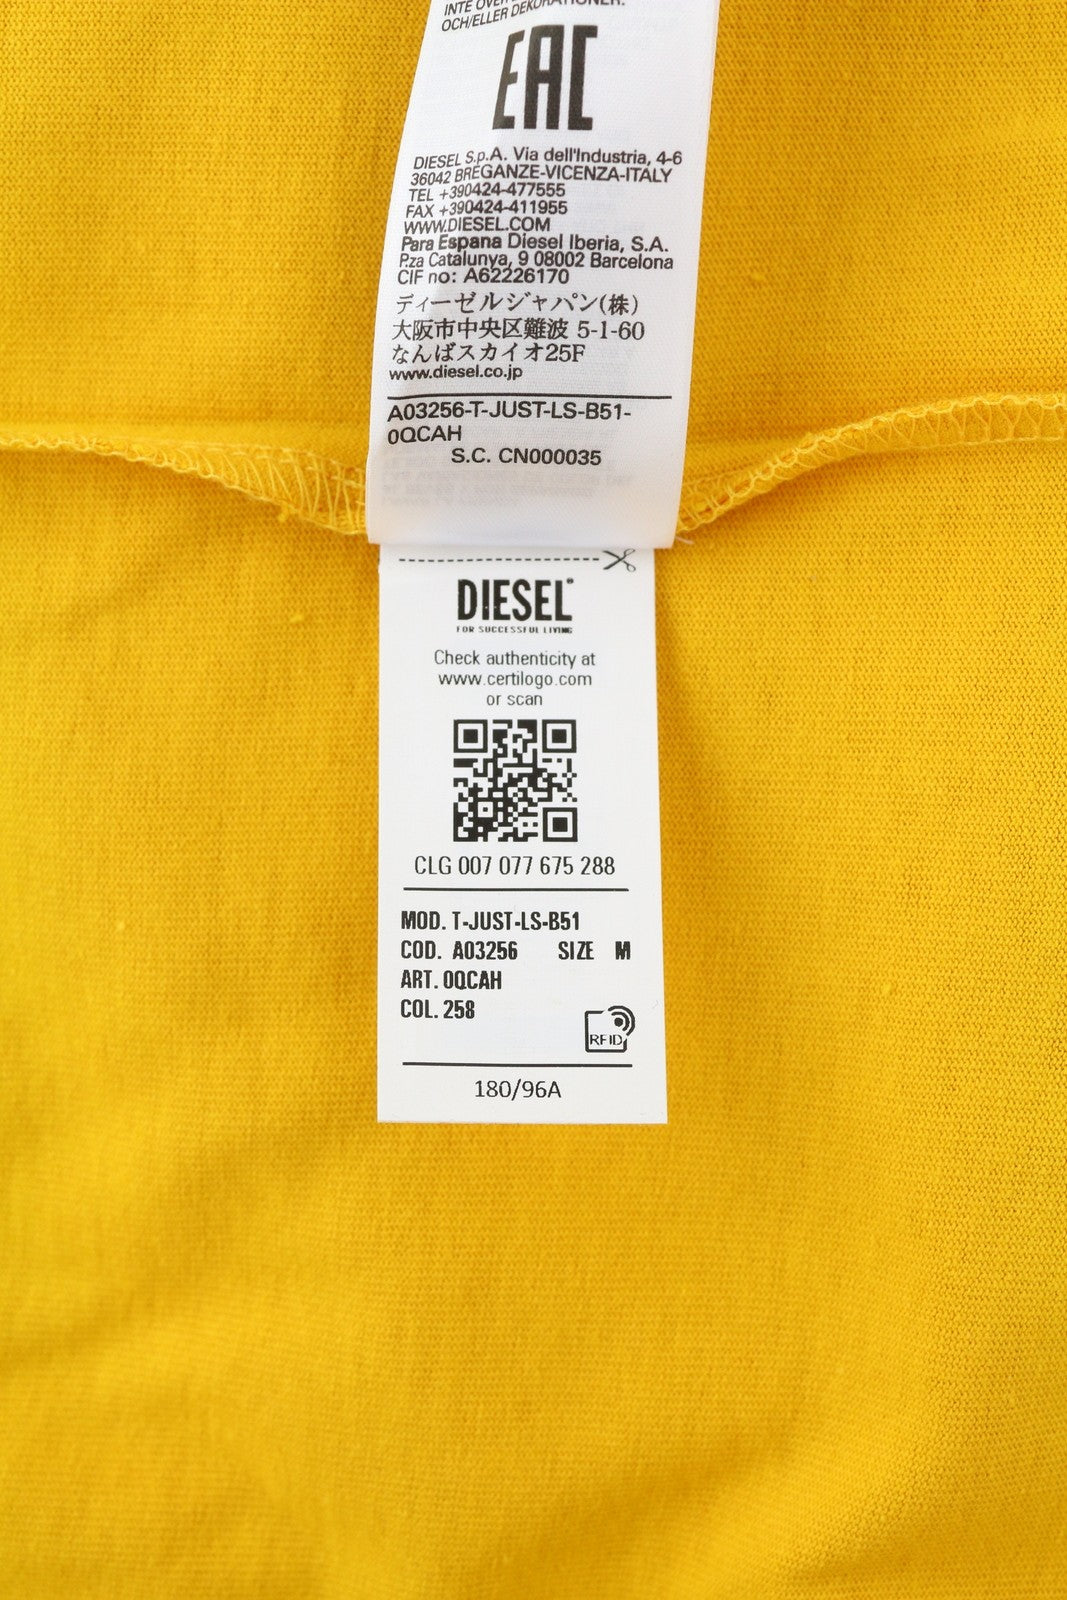 INTE ÖVER
OCH/ELLER DEKORATIONER.
EAC
DIESEL S.p.A. Via dell'Industria, 4-6
36042 BREGANZE-VICENZA-ITALY
TEL +390424-477555
FAX +390424-411955
WWW.DIESEL.COM
Para Espana Diesel Iberia, S.A.
P.za Catalunya, 9 08002 Barcelona
CIF no: A62226170
ディーゼルジャパン(株)
大阪市中央区難波 5-1-60
なんばスカイオ25F
www.diesel.co.jp
A03256-T-JUST-LS-B51-
0QCAH
S.C. CN000035
DIESEL®
FOR SUCCESSFUL LIVING
Check authenticity at
www.certilogo.com
or scan
CLG 007 077 675 288
MOD. T-JUST-LS-B51
COD. A03256 SIZE M
ART. 0QCAH
COL. 258
RFID
180/96A